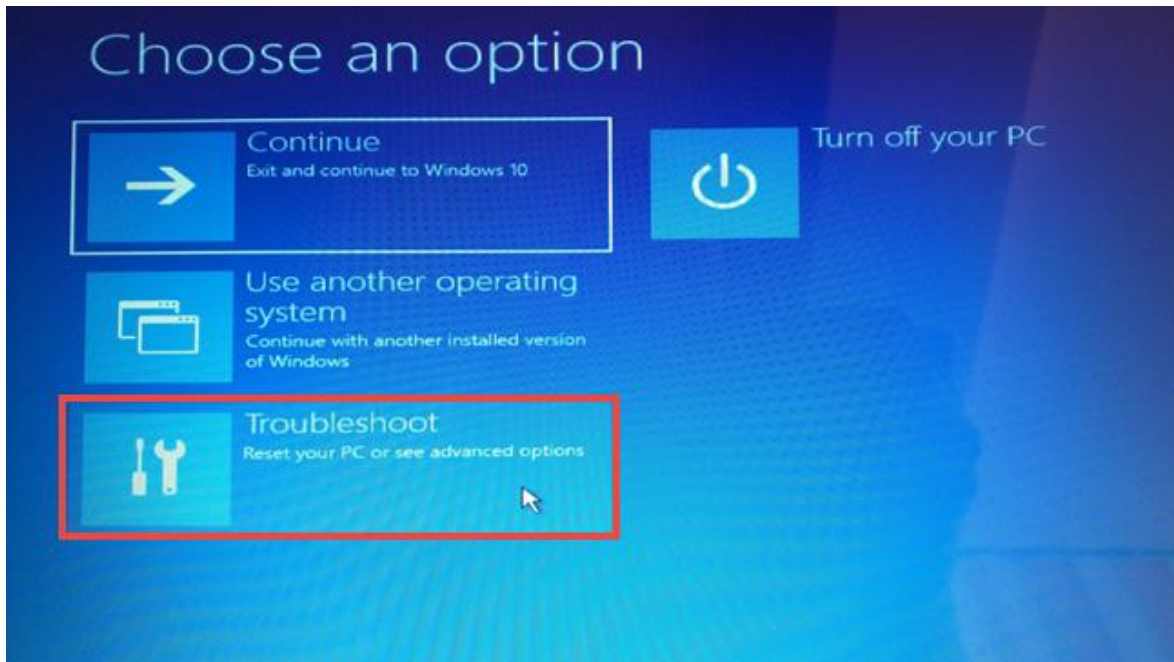 Choose an option
Continue
Exit and continue to Windows 10
Turn off your PC
Use another operating
system
Continue with another installed version
of Windows
Troubleshoot
Reset your PC or see advanced options